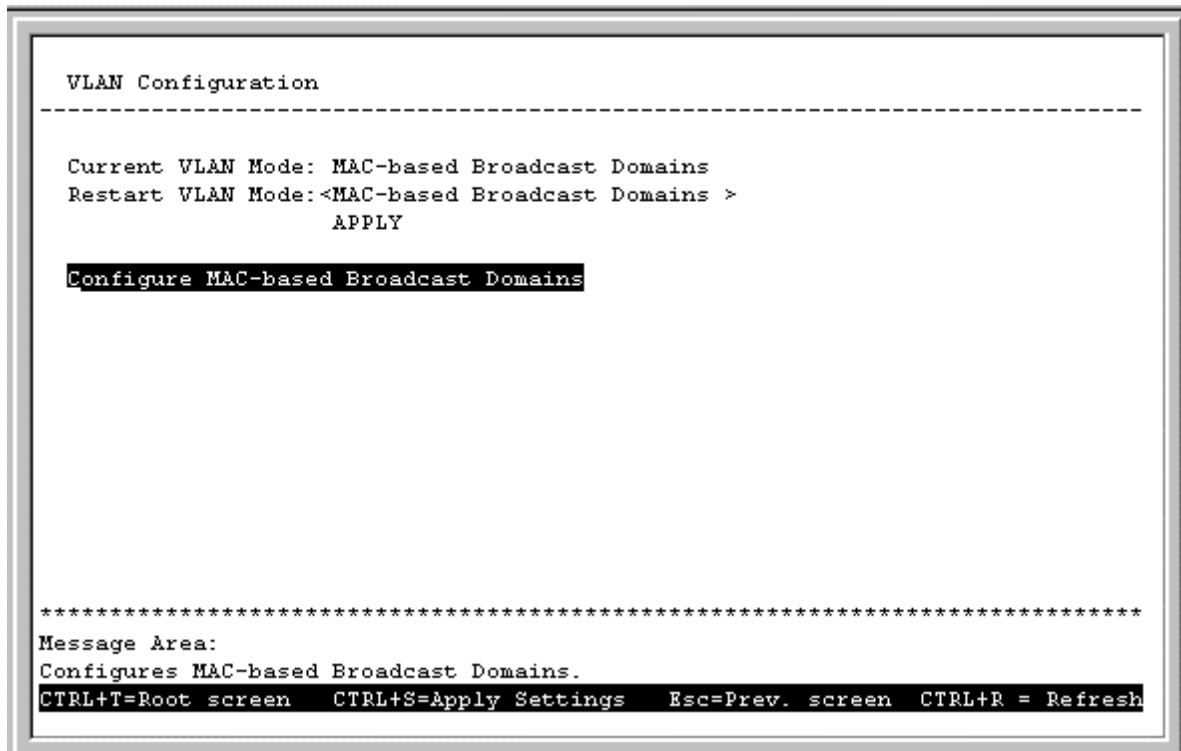 VLAN Configuration
-------------------------------------------------------------------------------
Current VLAN Mode: MAC-based Broadcast Domains
Restart VLAN Mode:<MAC-based Broadcast Domains >
APPLY
Configure MAC-based Broadcast Domains
*******************************************************************************
Message Area:
Configures MAC-based Broadcast Domains.
CTRL+T=Root screen   CTRL+S=Apply Settings   Esc=Prev. screen  CTRL+R = Refresh